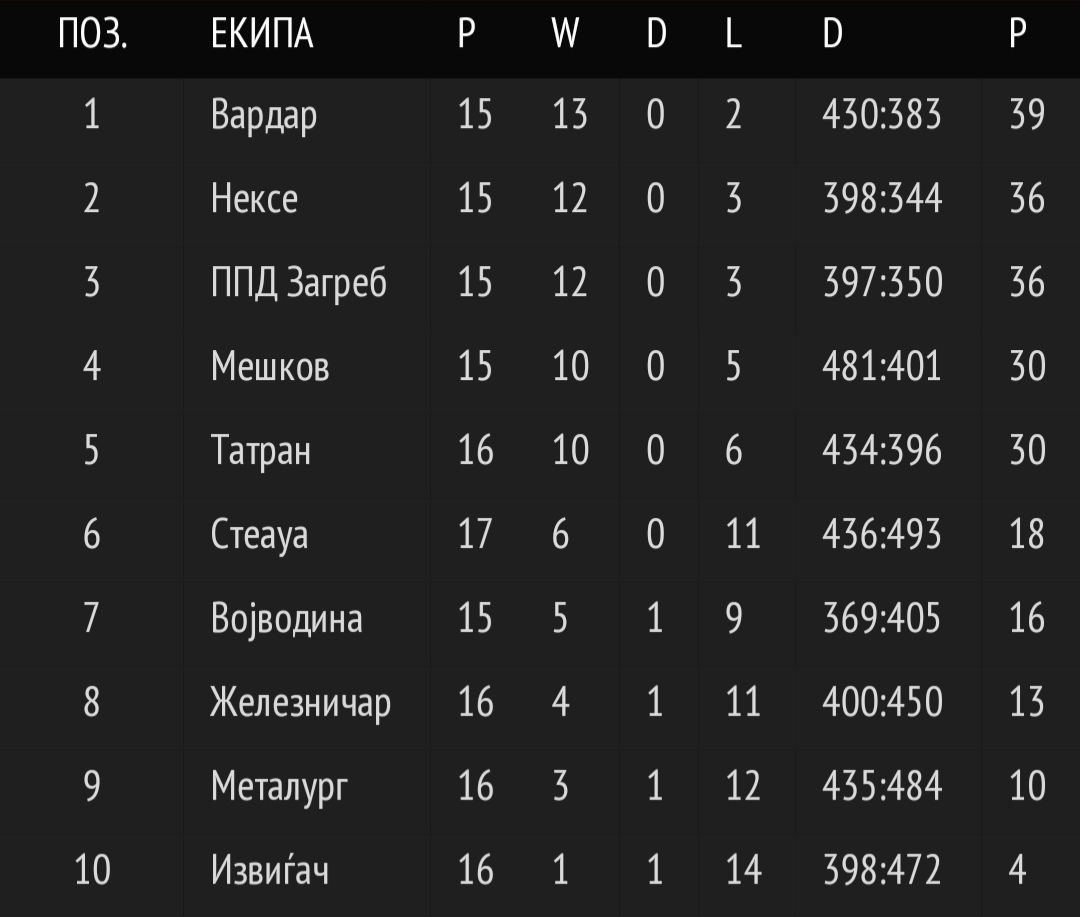 ПОЗ. ЕКИПА P W D L D P
1 Вардар 15 13 0 2 430:383 39
2 Нексе 15 12 0 3 398:344 36
3 ППД Загреб 15 12 0 3 397:350 36
4 Мешков 15 10 0 5 481:401 30
5 Татран 16 10 0 6 434:396 30
6 Стеауа 17 6 0 11 436:493 18
7 Војводина 15 5 1 9 369:405 16
8 Железничар 16 4 1 11 400:450 13
9 Металург 16 3 1 12 435:484 10
10 Извиѓач 16 1 1 14 398:472 4